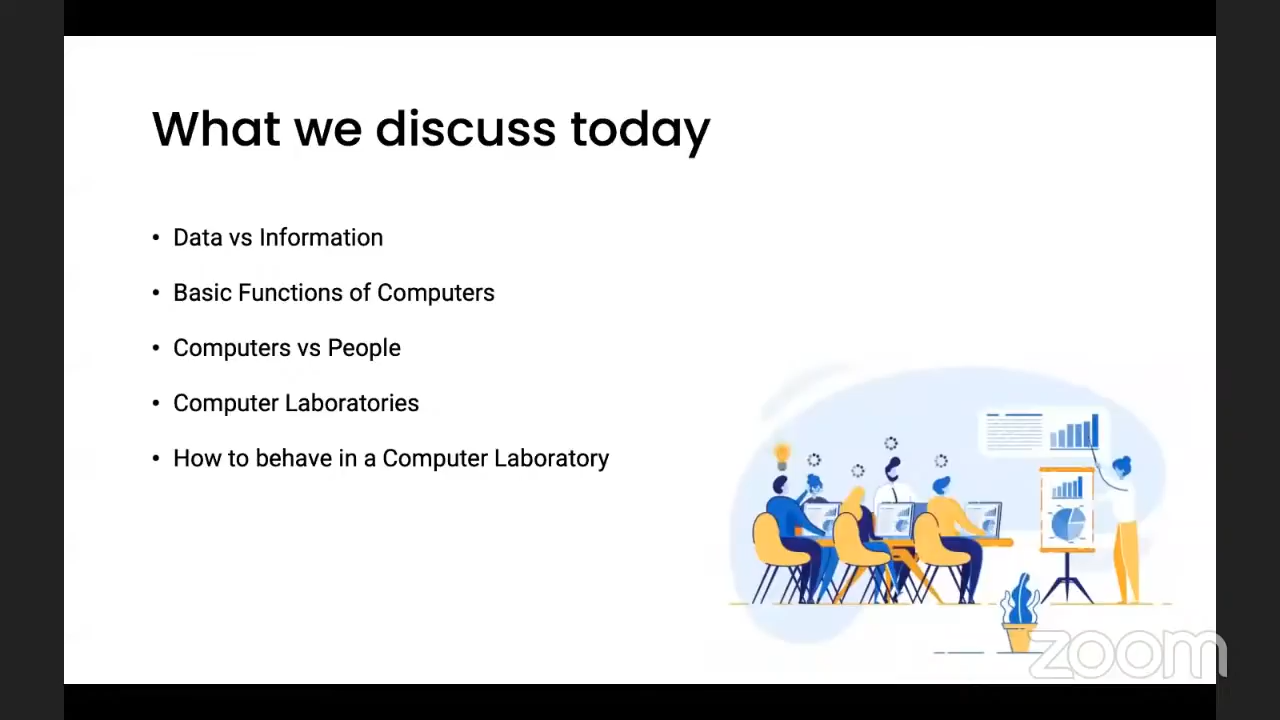 What we discuss today
• Data vs Information
• Basic Functions of Computers
• Computers vs People
• Computer Laboratories
• How to behave in a Computer Laboratory
zoom